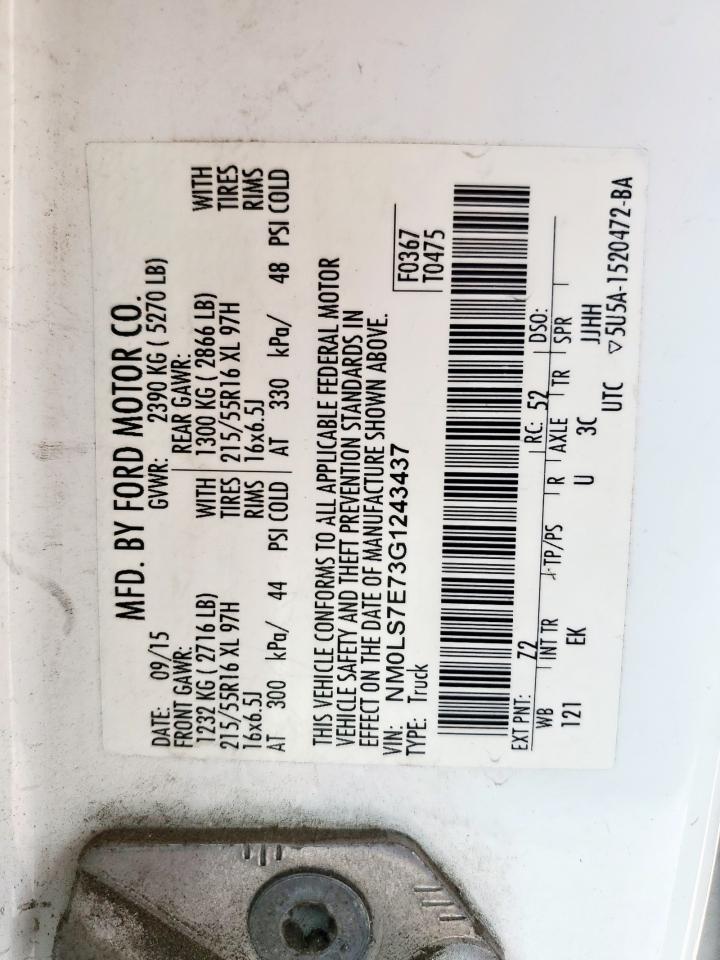 MFD. BY FORD MOTOR CO.
DATE: 09/15 GVWR: 2390 KG ( 5270 LB)
FRONT GAWR: REAR GAWR:
1232 KG ( 2716 LB) WITH 1300 KG ( 2866 LB) WITH
215/55R16 XL 97H TIRES 215/55R16 XL 97H TIRES
16x6.5J RIMS 16x6.5J RIMS
AT 300 kPa/ 44 PSI COLD AT 330 kPa/ 48 PSI COLD
THIS VEHICLE CONFORMS TO ALL APPLICABLE FEDERAL MOTOR
VEHICLE SAFETY AND THEFT PREVENTION STANDARDS IN
EFFECT ON THE DATE OF MANUFACTURE SHOWN ABOVE.
VIN: NM0LS7E73G1243437
TYPE: Truck
F0367
T0475
EXT PNT: Z2 RC: 52 DSO:
WB INT TR TP/PS R AXLE TR SPR
121 EK U 3C JJHH
UTC ▽5U5A-1520472-BA